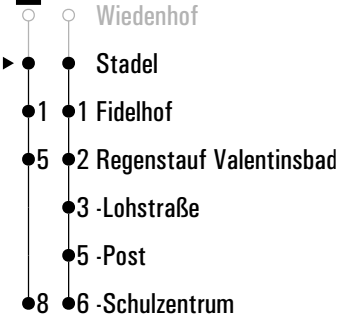 Wiedenhof
Stadel
1 1 Fidelhof
5 2 Regenstauf Valentinsbad
3 -Lohstraße
5 -Post
8 6 -Schulzentrum